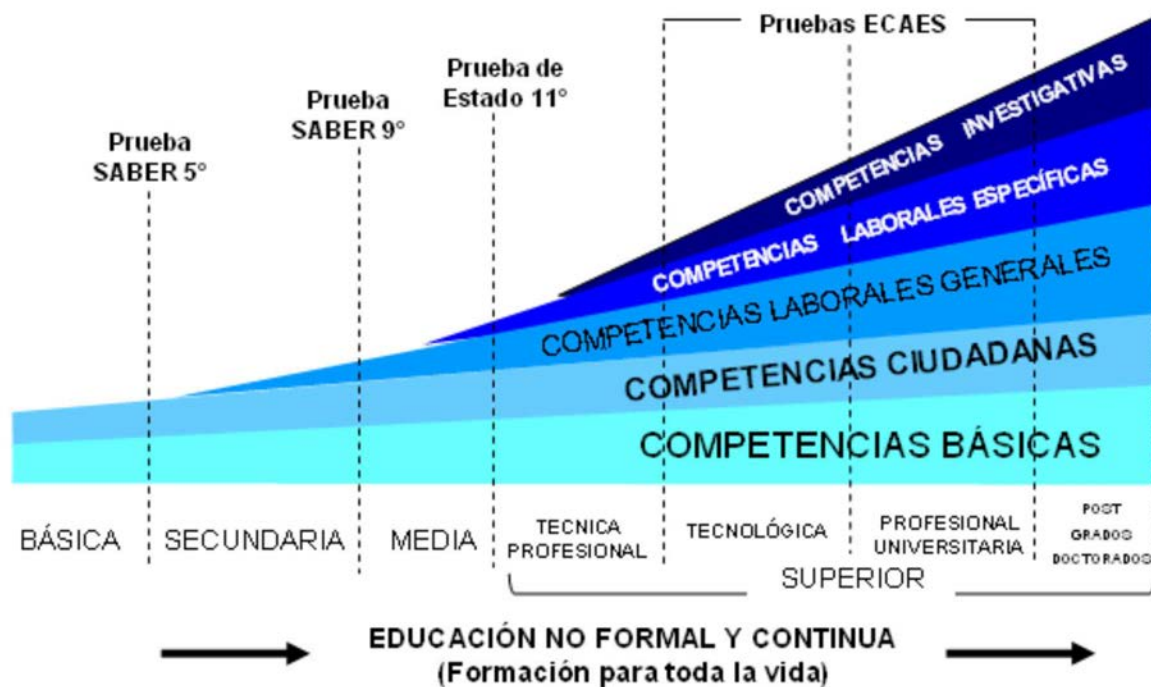 Pruebas ECAES
Prueba de
Estado 11°
Prueba
SABER 9°
Prueba
SABER 5°
COMPETENCIAS INVESTIGATIVAS
COMPETENCIAS LABORALES ESPECÍFICAS
COMPETENCIAS LABORALES GENERALES
COMPETENCIAS CIUDADANAS
COMPETENCIAS BÁSICAS
BÁSICA
SECUNDARIA
MEDIA
TECNICA
PROFESIONAL
TECNOLÓGICA
PROFESIONAL
UNIVERSITARIA
POST
GRADOS
DOCTORADOS
SUPERIOR
EDUCACIÓN NO FORMAL Y CONTINUA
(Formación para toda la vida)